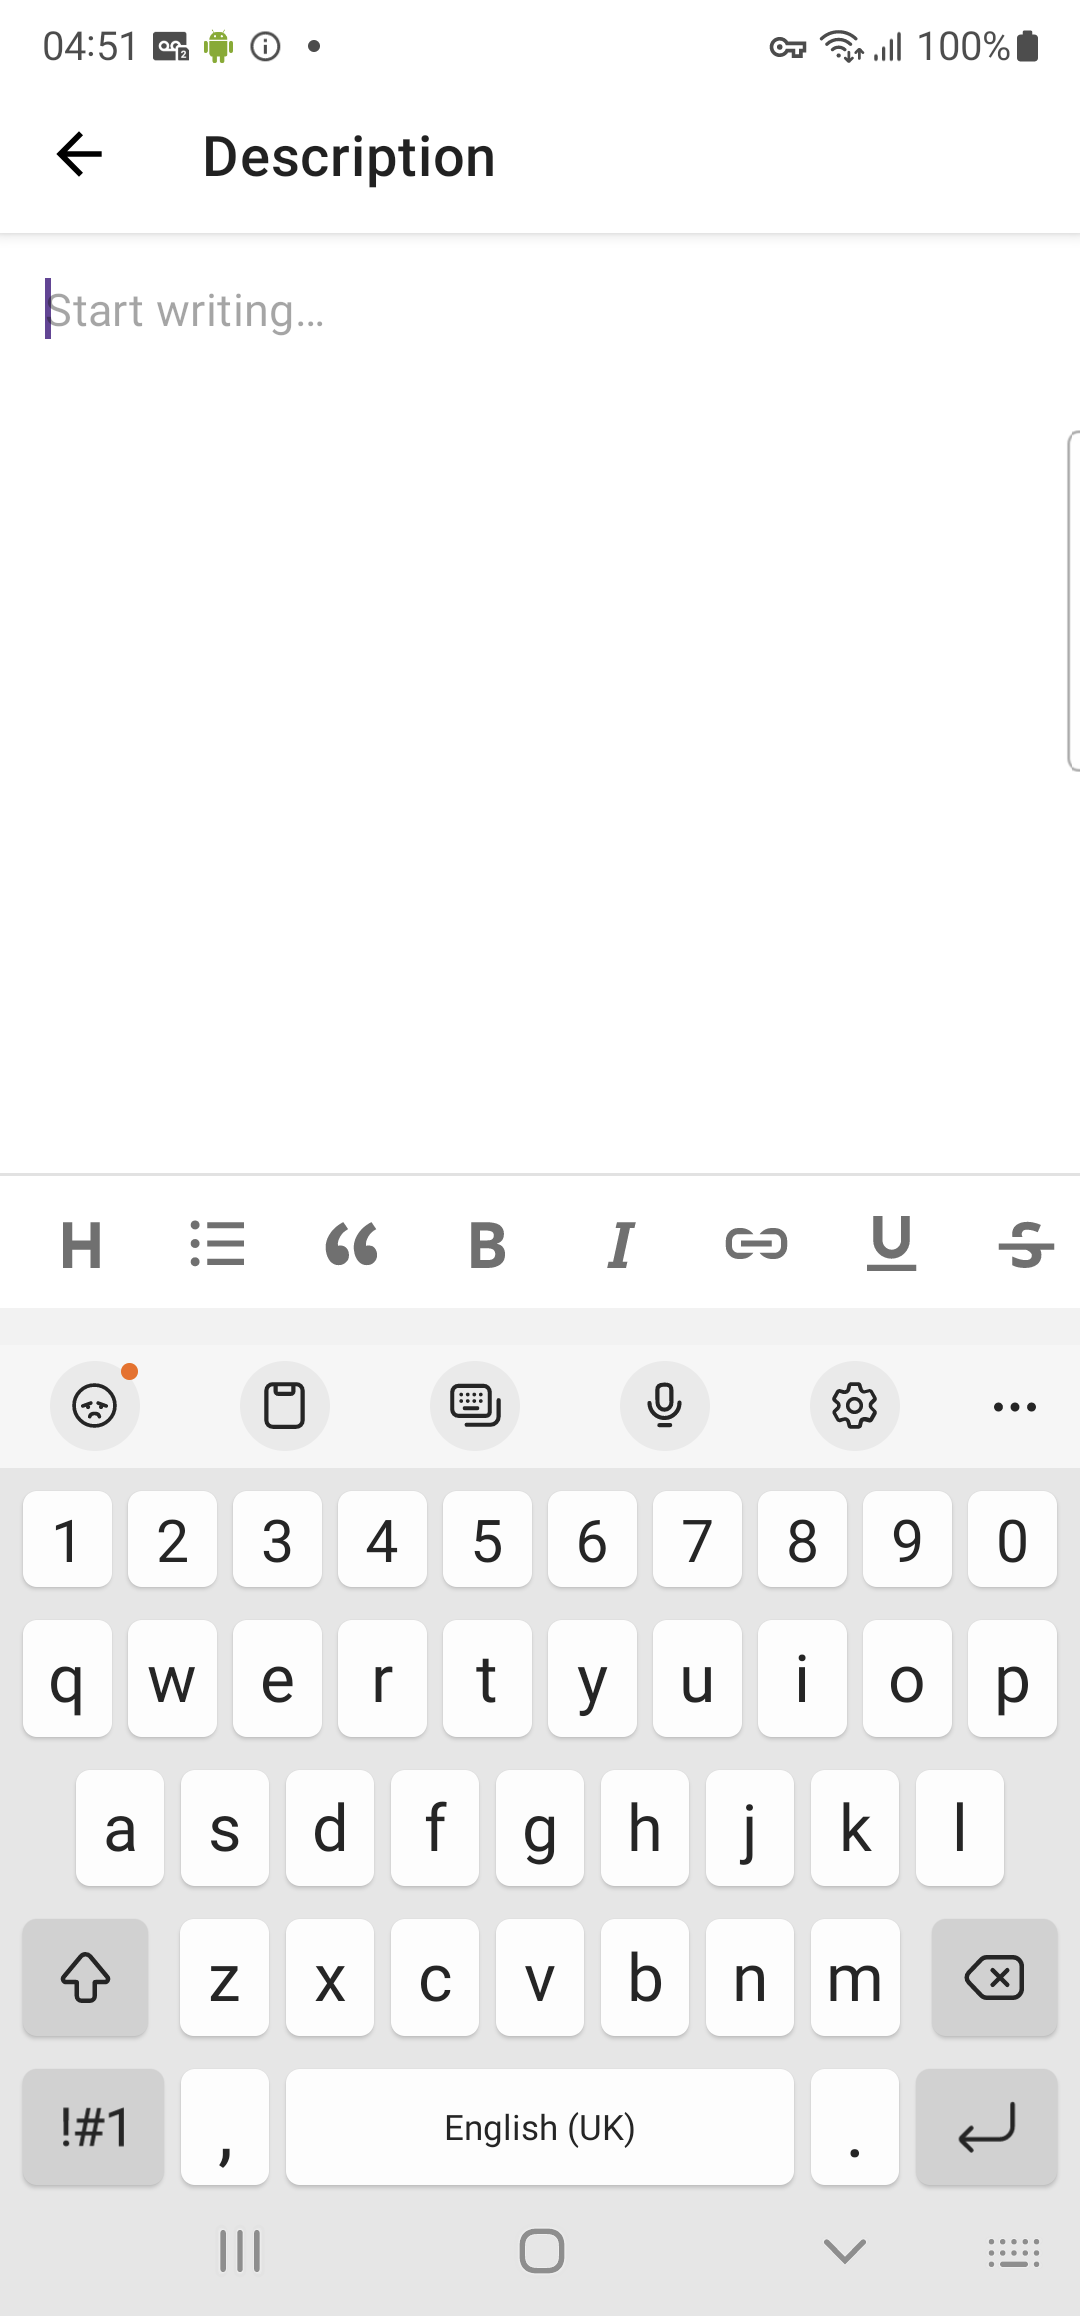 04:51 100%
Description
Start writing...
H B I U S
1 2 3 4 5 6 7 8 9 0
q w e r t y u i o p
a s d f g h j k l
z x c v b n m
!#1 , English (UK) .